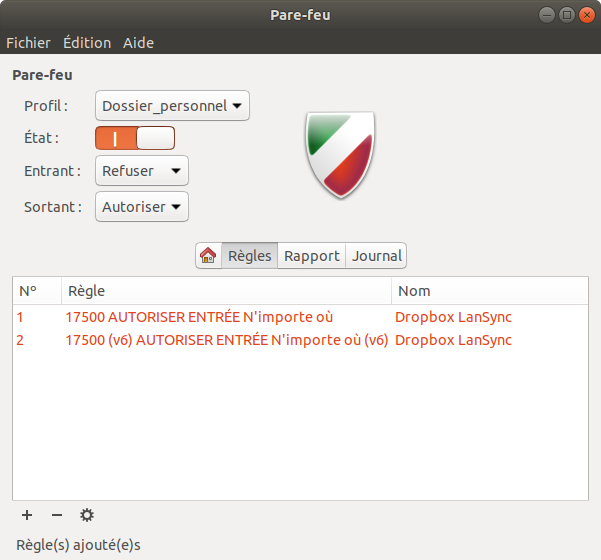 Pare-feu
Fichier Édition Aide
Pare-feu
Profil : Dossier_personnel
État :
Entrant : Refuser
Sortant : Autoriser
Règles Rapport Journal
N° Règle Nom
1 17500 AUTORISER ENTRÉE N'importe où Dropbox LanSync
2 17500 (v6) AUTORISER ENTRÉE N'importe où (v6) Dropbox LanSync
Règle(s) ajouté(e)s